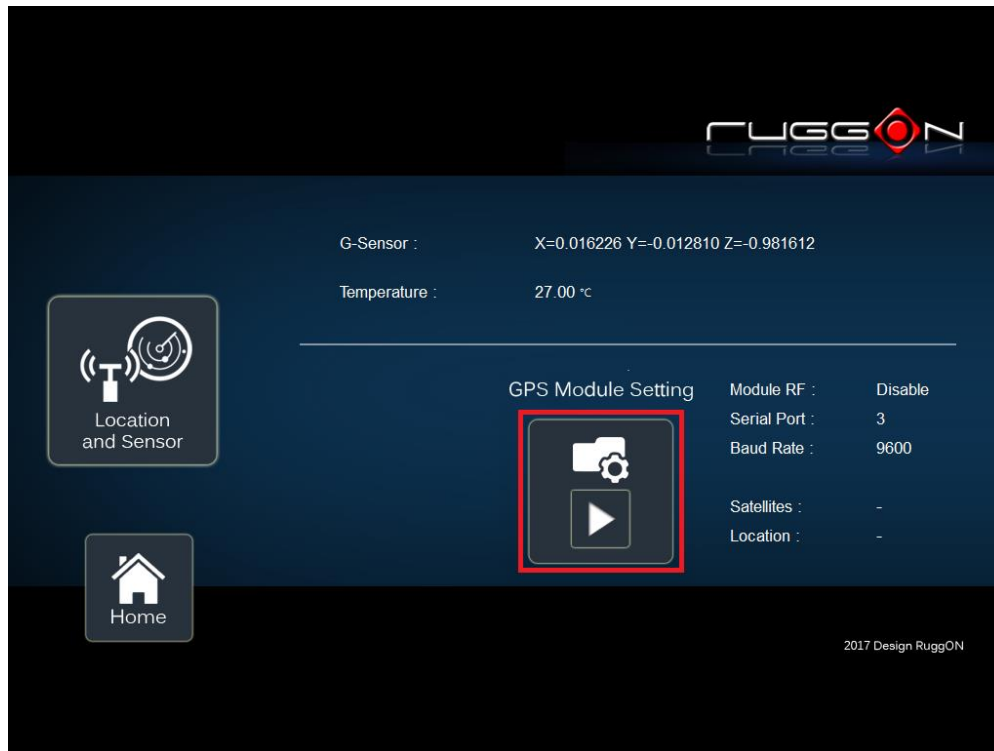 RUGGON
G-Sensor : X=0.016226 Y=-0.012810 Z=-0.981612
Temperature : 27.00 °C
Location
and Sensor
GPS Module Setting
Module RF : Disable
Serial Port : 3
Baud Rate : 9600
Satellites : -
Location : -
Home
2017 Design RuggON